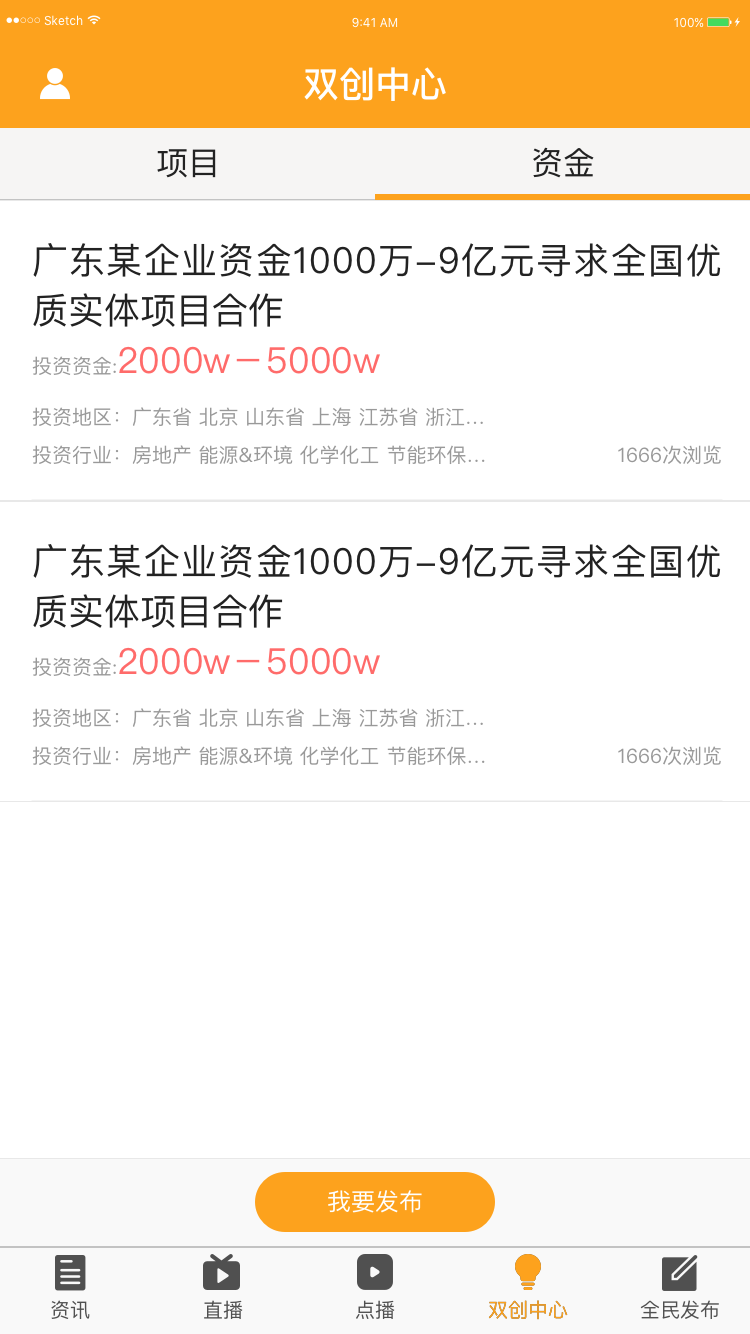 Sketch 9:41 AM 100%
双创中心
项目 资金
广东某企业资金1000万-9亿元寻求全国优
质实体项目合作
投资资金:2000w-5000w
投资地区：广东省 北京 山东省 上海 江苏省 浙江...
投资行业：房地产 能源&环境 化学化工 节能环保... 1666次浏览
广东某企业资金1000万-9亿元寻求全国优
质实体项目合作
投资资金:2000w-5000w
投资地区：广东省 北京 山东省 上海 江苏省 浙江...
投资行业：房地产 能源&环境 化学化工 节能环保... 1666次浏览
我要发布
资讯 直播 点播 双创中心 全民发布